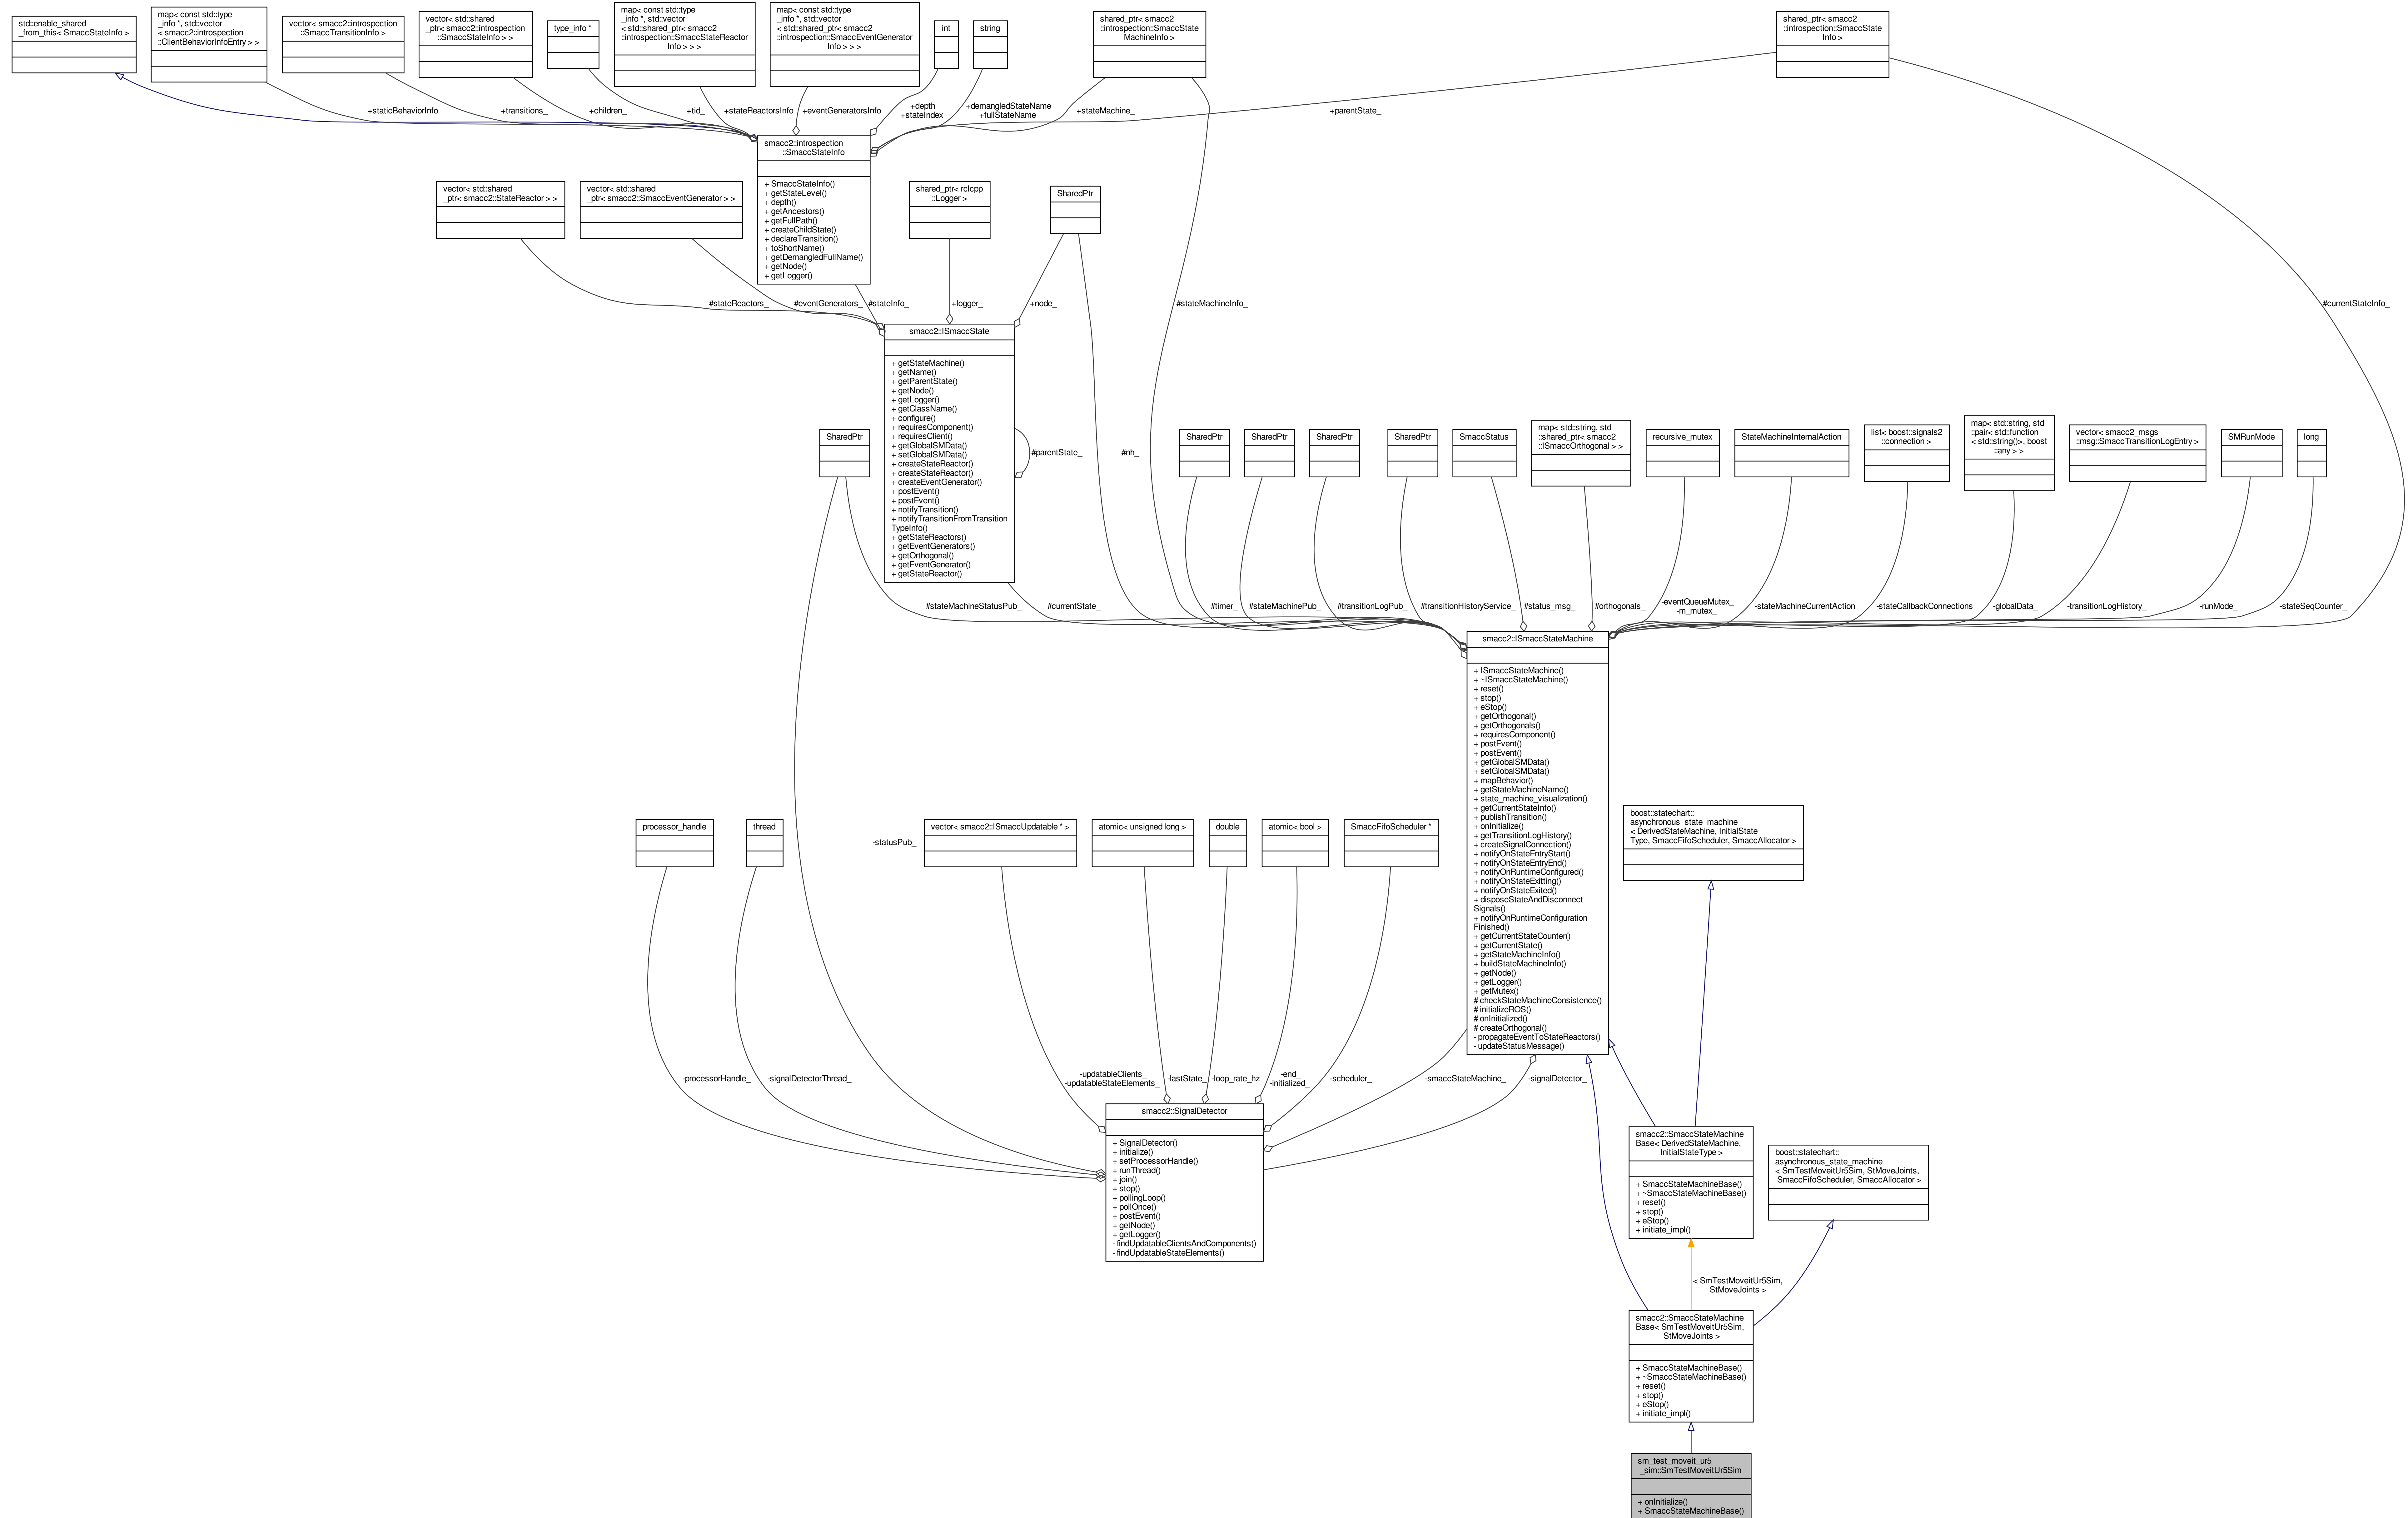 std::enable_shared
_from_this< SmaccStateInfo >
map< const std::type
_info *, std::vector
< smacc2::introspection
::ClientBehaviorInfoEntry > >
vector< smacc2::introspection
::SmaccTransitionInfo >
vector< std::shared
_ptr< smacc2::introspection
::SmaccStateInfo > >
type_info *
map< const std::type
_info *, std::vector
< std::shared_ptr< smacc2
::introspection::SmaccStateReactor
Info > > >
map< const std::type
_info *, std::vector
< std::shared_ptr< smacc2
::introspection::SmaccEventGenerator
Info > > >
int
string
shared_ptr< smacc2
::introspection::SmaccState
MachineInfo >
shared_ptr< smacc2
::introspection::SmaccState
Info >
+staticBehaviorInfo
+transitions_
+children_
+tid_
+stateReactorsInfo
+eventGeneratorsInfo
+depth_
+stateIndex_
+demangledStateName
+fullStateName
+stateMachine_
+parentState_
smacc2::introspection
::SmaccStateInfo
+ SmaccStateInfo()
+ getStateLevel()
+ depth()
+ getAncestors()
+ getFullPath()
+ createChildState()
+ declareTransition()
+ toShortName()
+ getDemangledFullName()
+ getNode()
+ getLogger()
vector< std::shared
_ptr< smacc2::StateReactor > >
vector< std::shared
_ptr< smacc2::SmaccEventGenerator > >
shared_ptr< rclcpp
::Logger >
SharedPtr
#stateReactors_
#eventGenerators_
#stateInfo_
+logger_
+node_
#stateMachineInfo_
#currentStateInfo_
smacc2::ISmaccState
+ getStateMachine()
+ getName()
+ getParentState()
+ getNode()
+ getLogger()
+ getClassName()
+ configure()
+ requiresComponent()
+ requiresClient()
+ getGlobalSMData()
+ setGlobalSMData()
+ createStateReactor()
+ createStateReactor()
+ createEventGenerator()
+ postEvent()
+ postEvent()
+ notifyTransition()
+ notifyTransitionFromTransition
TypeInfo()
+ getStateReactors()
+ getEventGenerators()
+ getOrthogonal()
+ getEventGenerator()
+ getStateReactor()
#parentState_
#nh_
SharedPtr
SharedPtr
SharedPtr
SharedPtr
SharedPtr
SmaccStatus
map< std::string, std
::shared_ptr< smacc2
::ISmaccOrthogonal > >
recursive_mutex
StateMachineInternalAction
list< boost::signals2
::connection >
map< std::string, std
::pair< std::function
< std::string()>, boost
::any > >
vector< smacc2_msgs
::msg::SmaccTransitionLogEntry >
SMRunMode
long
#stateMachineStatusPub_
#currentState_
#timer_
#stateMachinePub_
#transitionLogPub_
#transitionHistoryService_
#status_msg_
#orthogonals_
-eventQueueMutex_
-m_mutex_
-stateMachineCurrentAction
-stateCallbackConnections
-globalData_
-transitionLogHistory_
-runMode_
-stateSeqCounter_
smacc2::ISmaccStateMachine
+ ISmaccStateMachine()
+ ~ISmaccStateMachine()
+ reset()
+ stop()
+ eStop()
+ getOrthogonal()
+ getOrthogonals()
+ requiresComponent()
+ postEvent()
+ postEvent()
+ getGlobalSMData()
+ setGlobalSMData()
+ mapBehavior()
+ getStateMachineName()
+ state_machine_visualization()
+ getCurrentStateInfo()
+ publishTransition()
+ onInitialize()
+ getTransitionLogHistory()
+ createSignalConnection()
+ notifyOnStateEntryStart()
+ notifyOnStateEntryEnd()
+ notifyOnRuntimeConfigured()
+ notifyOnStateExitting()
+ notifyOnStateExited()
+ disposeStateAndDisconnect
Signals()
+ notifyOnRuntimeConfiguration
Finished()
+ getCurrentStateCounter()
+ getCurrentState()
+ getStateMachineInfo()
+ buildStateMachineInfo()
+ getNode()
+ getLogger()
+ getMutex()
# checkStateMachineConsistence()
# initializeROS()
# onInitialized()
# createOrthogonal()
- propagateEventToStateReactors()
- updateStatusMessage()
processor_handle
thread
-statusPub_
vector< smacc2::ISmaccUpdatable * >
atomic< unsigned long >
double
atomic< bool >
SmaccFifoScheduler *
boost::statechart::
asynchronous_state_machine
< DerivedStateMachine, InitialState
Type, SmaccFifoScheduler, SmaccAllocator >
-processorHandle_
-signalDetectorThread_
-updatableClients_
-updatableStateElements_
-lastState_
-loop_rate_hz
-end_
-initialized_
-scheduler_
-smaccStateMachine_
-signalDetector_
smacc2::SignalDetector
+ SignalDetector()
+ initialize()
+ setProcessorHandle()
+ runThread()
+ join()
+ stop()
+ pollingLoop()
+ pollOnce()
+ postEvent()
+ getNode()
+ getLogger()
- findUpdatableClientsAndComponents()
- findUpdatableStateElements()
smacc2::SmaccStateMachine
Base< DerivedStateMachine,
InitialStateType >
+ SmaccStateMachineBase()
+ ~SmaccStateMachineBase()
+ reset()
+ stop()
+ eStop()
+ initiate_impl()
boost::statechart::
asynchronous_state_machine
< SmTestMoveitUr5Sim, StMoveJoints,
SmaccFifoScheduler, SmaccAllocator >
< SmTestMoveitUr5Sim,
StMoveJoints >
smacc2::SmaccStateMachine
Base< SmTestMoveitUr5Sim,
StMoveJoints >
+ SmaccStateMachineBase()
+ ~SmaccStateMachineBase()
+ reset()
+ stop()
+ eStop()
+ initiate_impl()
sm_test_moveit_ur5
_sim::SmTestMoveitUr5Sim
+ onInitialize()
+ SmaccStateMachineBase()